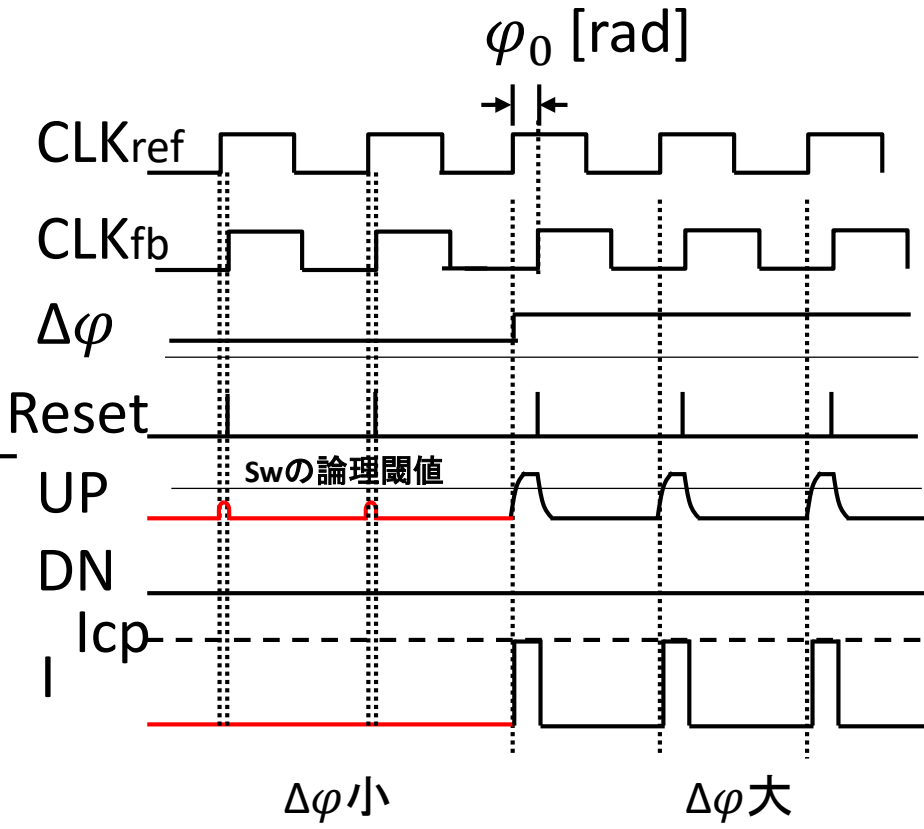 φ₀ [rad]
CLKref
CLKfb
Δφ
Reset
UP
Swの論理閾値
DN
Icp
I
Δφ小
Δφ大